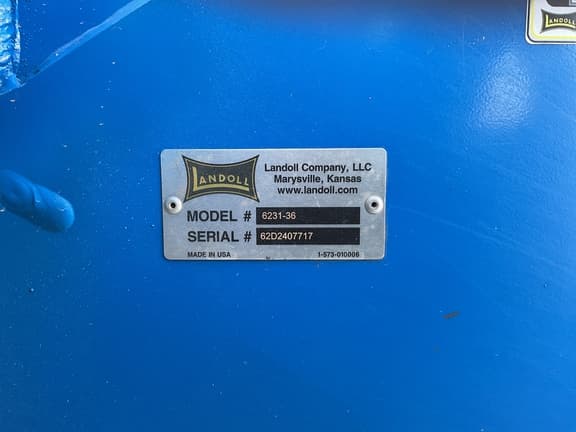 LANDOLL
LANDOLL
Landoll Company, LLC
Marysville, Kansas
www.landoll.com
MODEL # 6231-36
SERIAL # 62D2407717
MADE IN USA 1-573-010006